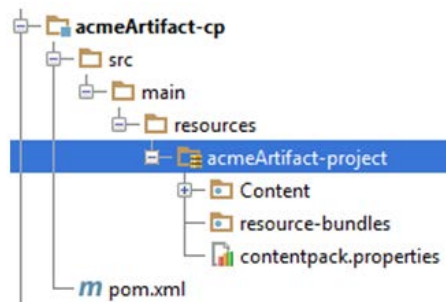 acmeArtifact-cp
src
main
resources
acmeArtifact-project
Content
resource-bundles
contentpack.properties
m pom.xml